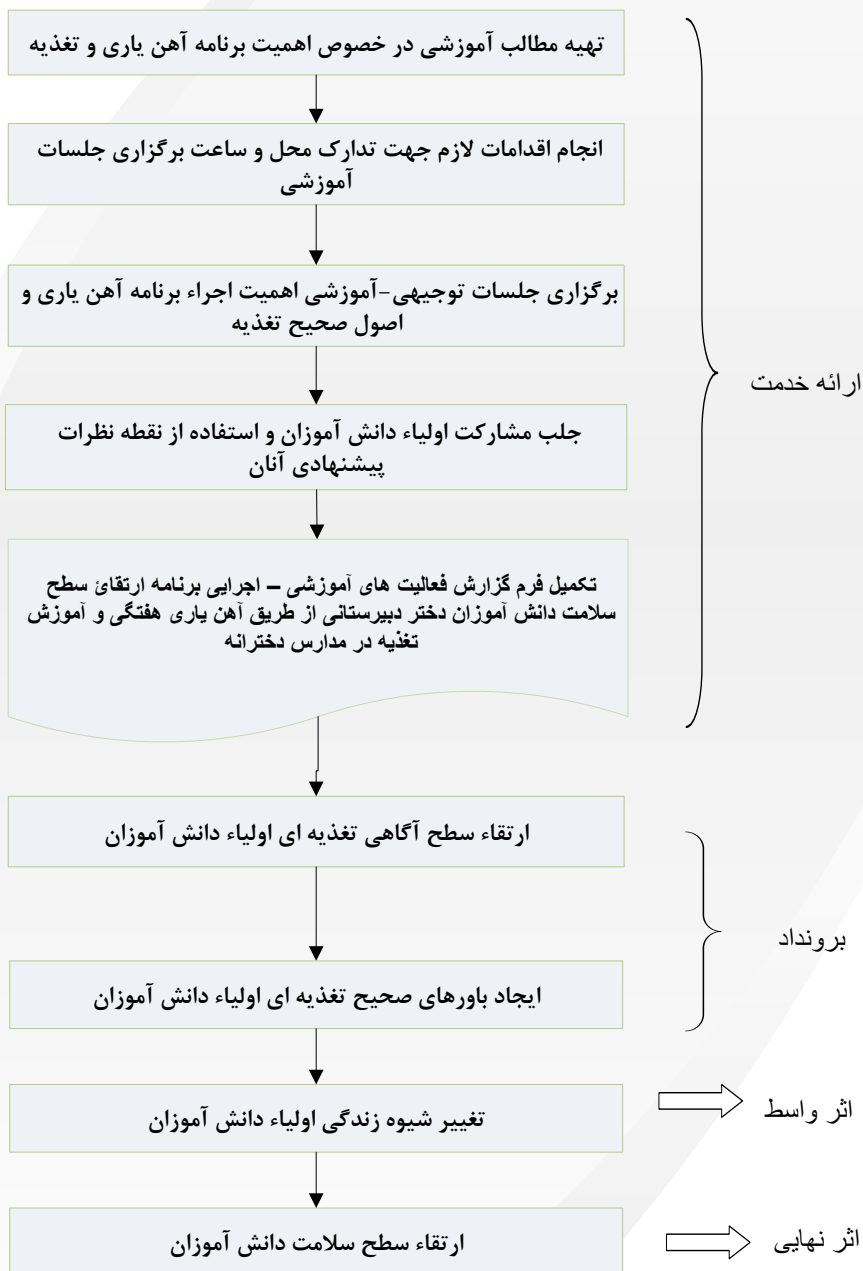 تهیه مطالب آموزشی در خصوص اهمیت برنامه آهن یاری و تغذیه
انجام اقدامات لازم جهت تدارک محل و ساعت برگزاری جلسات
آموزشی
برگزاری جلسات توجیهی-آموزشی اهمیت اجراء برنامه آهن یاری و
اصول صحیح تغذیه
ارائه خدمت
جلب مشارکت اولیاء دانش آموزان و استفاده از نقطه نظرات
پیشنهادی آنان
تکمیل فرم گزارش فعالیت های آموزشی – اجرایی برنامه ارتقائ سطح
سلامت دانش آموزان دختر دبیرستانی از طریق آهن یاری هفتگی و آموزش
تغذیه در مدارس دخترانه
ارتقاء سطح آگاهی تغذیه ای اولیاء دانش آموزان
برونداد
ایجاد باورهای صحیح تغذیه ای اولیاء دانش آموزان
تغییر شیوه زندگی اولیاء دانش آموزان
اثر واسط
ارتقاء سطح سلامت دانش آموزان
اثر نهایی